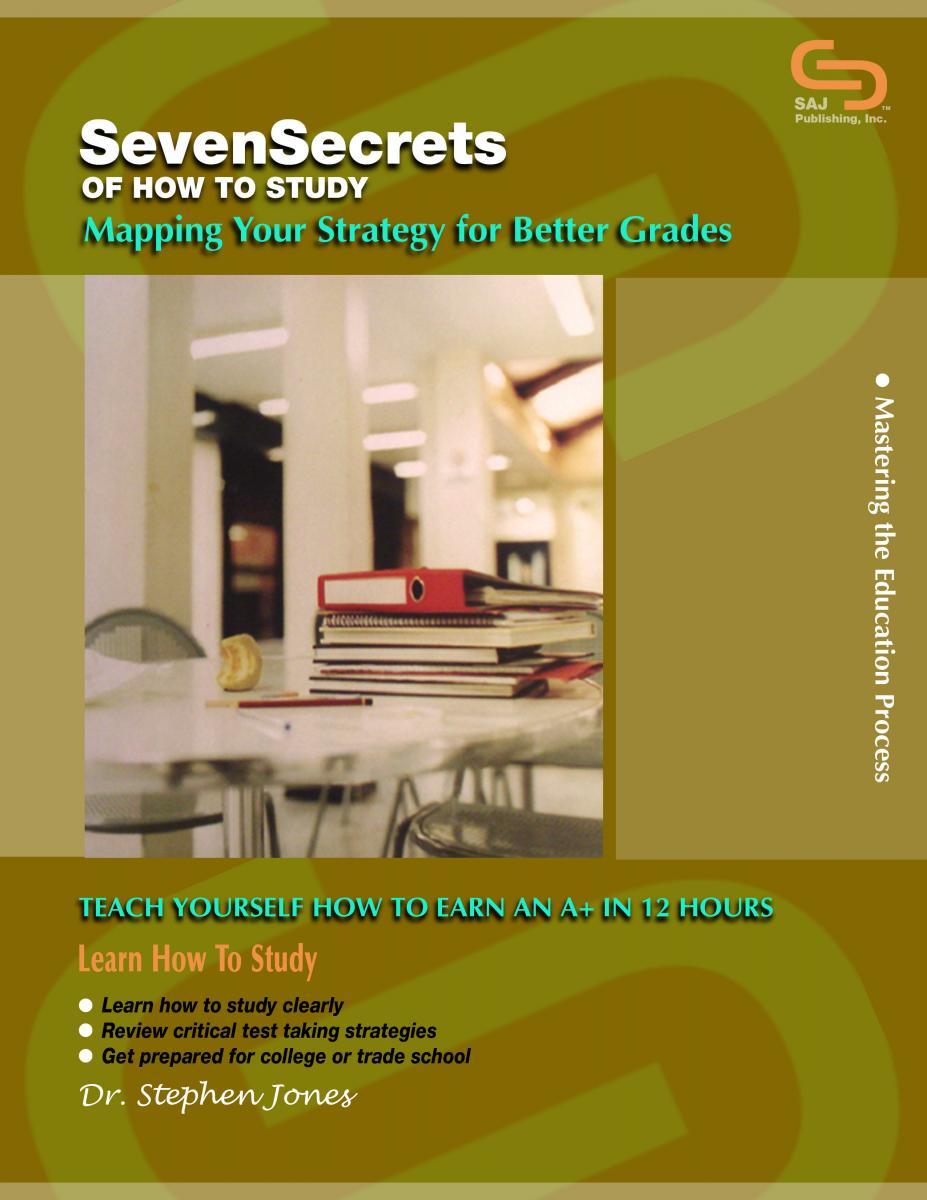 SAJ
Publishing, Inc.™
SevenSecrets
OF HOW TO STUDY
Mapping Your Strategy for Better Grades
● Mastering the Education Process
TEACH YOURSELF HOW TO EARN AN A+ IN 12 HOURS
Learn How To Study
● Learn how to study clearly
● Review critical test taking strategies
● Get prepared for college or trade school
Dr. Stephen Jones